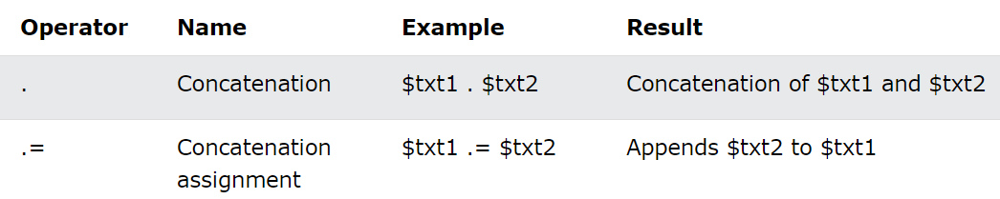 Operator Name Example Result
. Concatenation $txt1 . $txt2 Concatenation of $txt1 and $txt2
.= Concatenation $txt1 .= $txt2 Appends $txt2 to $txt1
assignment